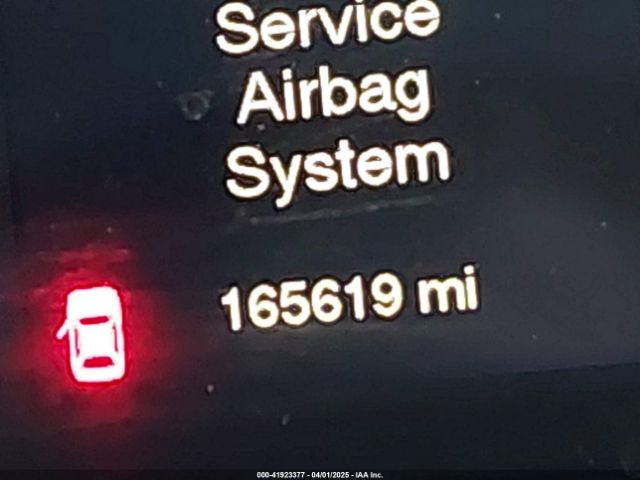 Service
Airbag
System
165619 mi
000-41923377 - 04/01/2025 - IAA Inc.